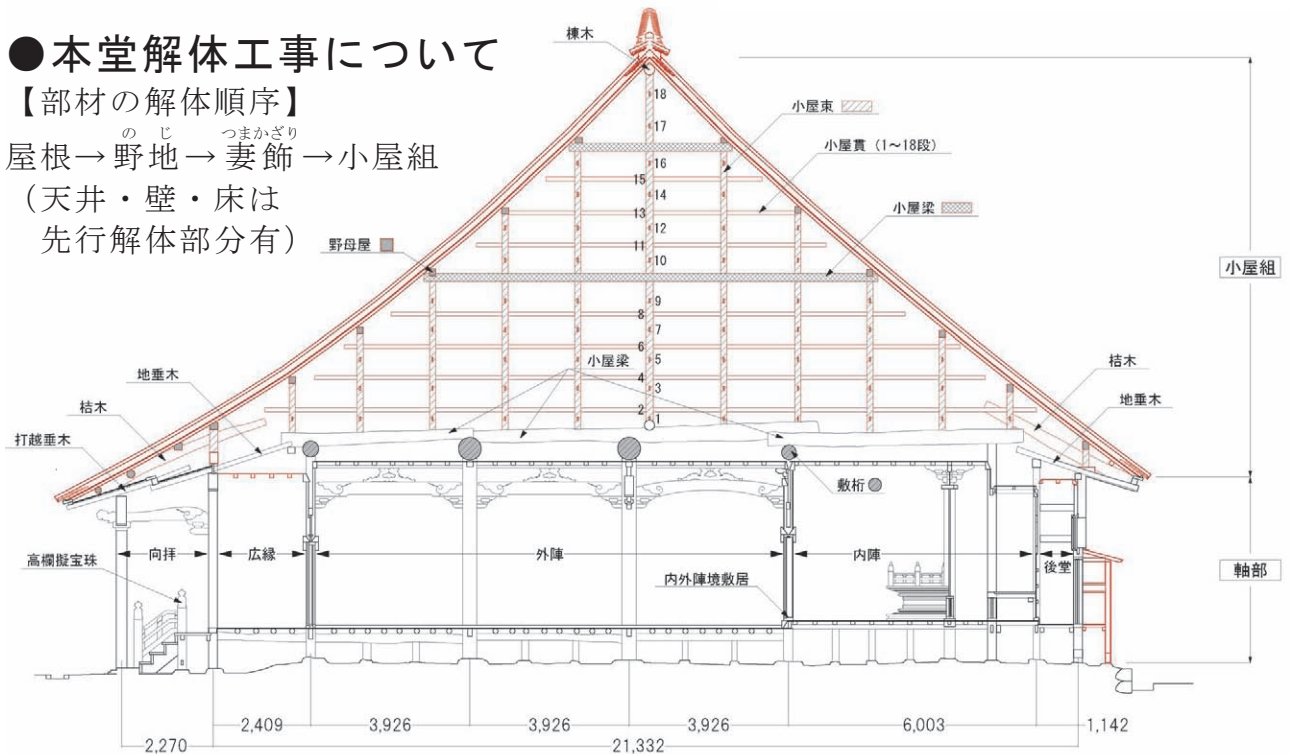 ●本堂解体工事について
【部材の解体順序】
のじ つまかざり
屋根→野地→妻飾→小屋組
(天井・壁・床は
先行解体部分有)
棟木
18
小屋束
17
小屋貫(1~18段)
16
15
14
小屋梁
13
12
11
野母屋
10
小屋組
9
8
7
6
小屋梁
5
桔木
地垂木
4
3
地垂木
桔木
2
1
打越垂木
敷桁
向拝
広縁
外陣
内陣
後堂
高欄擬宝珠
内外陣境敷居
軸部
2,409
3,926
3,926
3,926
6,003
1,142
2,270
21,332